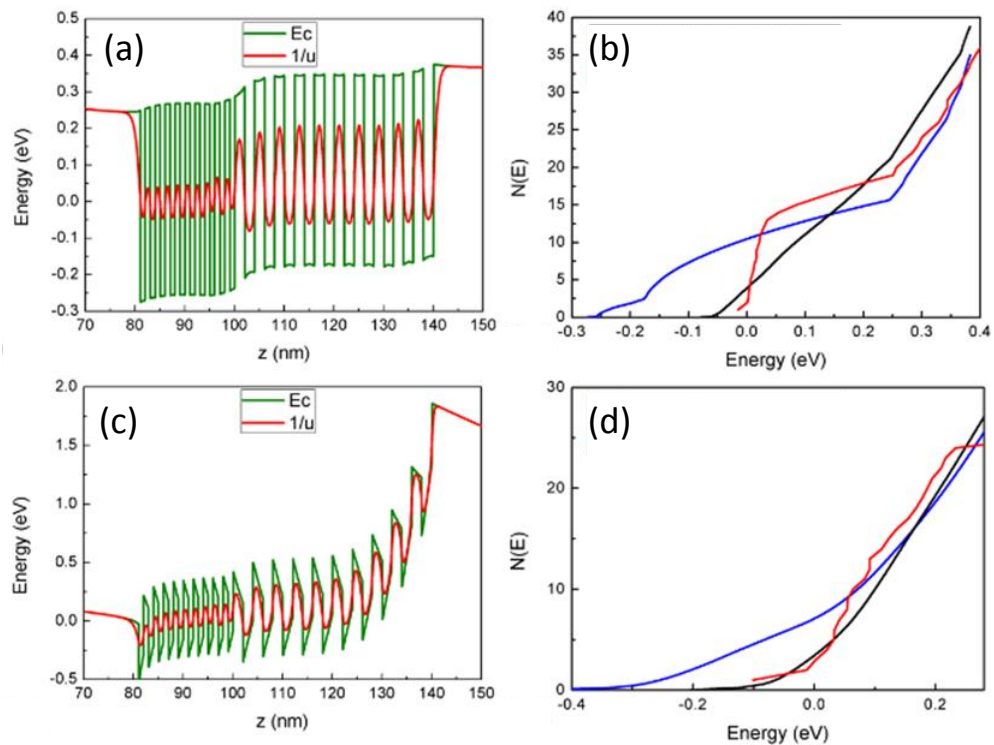 (a)
Ec
1/u
0.5
0.4
0.3
0.2
0.1
0.0
-0.1
-0.2
-0.3
Energy (eV)
70 80 90 100 110 120 130 140 150
z (nm)
(b)
40
35
30
25
20
15
10
5
0
N(E)
-0.3 -0.2 -0.1 0.0 0.1 0.2 0.3 0.4
Energy (eV)
(c)
Ec
1/u
2.0
1.5
1.0
0.5
0.0
-0.5
Energy (eV)
70 80 90 100 110 120 130 140 150
z (nm)
(d)
30
20
10
0
N(E)
-0.4 -0.2 0.0 0.2
Energy (eV)